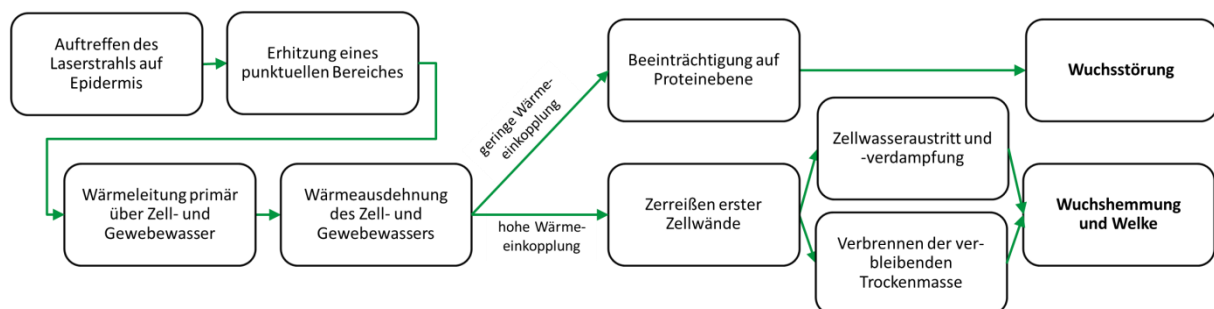 Auftreffen des
Laserstrahls auf
Epidermis
Erhitzung eines
punktuellen Bereiches
Wärmeleitung primär
über Zell- und
Gewebewasser
Wärmeausdehnung
des Zell- und
Gewebewassers
geringe Wärme-
einkopplung
hohe Wärme-
einkopplung
Beeinträchtigung auf
Proteinebene
Wuchsstörung
Zerreißen erster
Zellwände
Zellwasseraustritt und
-verdampfung
Verbrennen der ver-
bleibenden
Trockenmasse
Wuchshemmung
und Welke